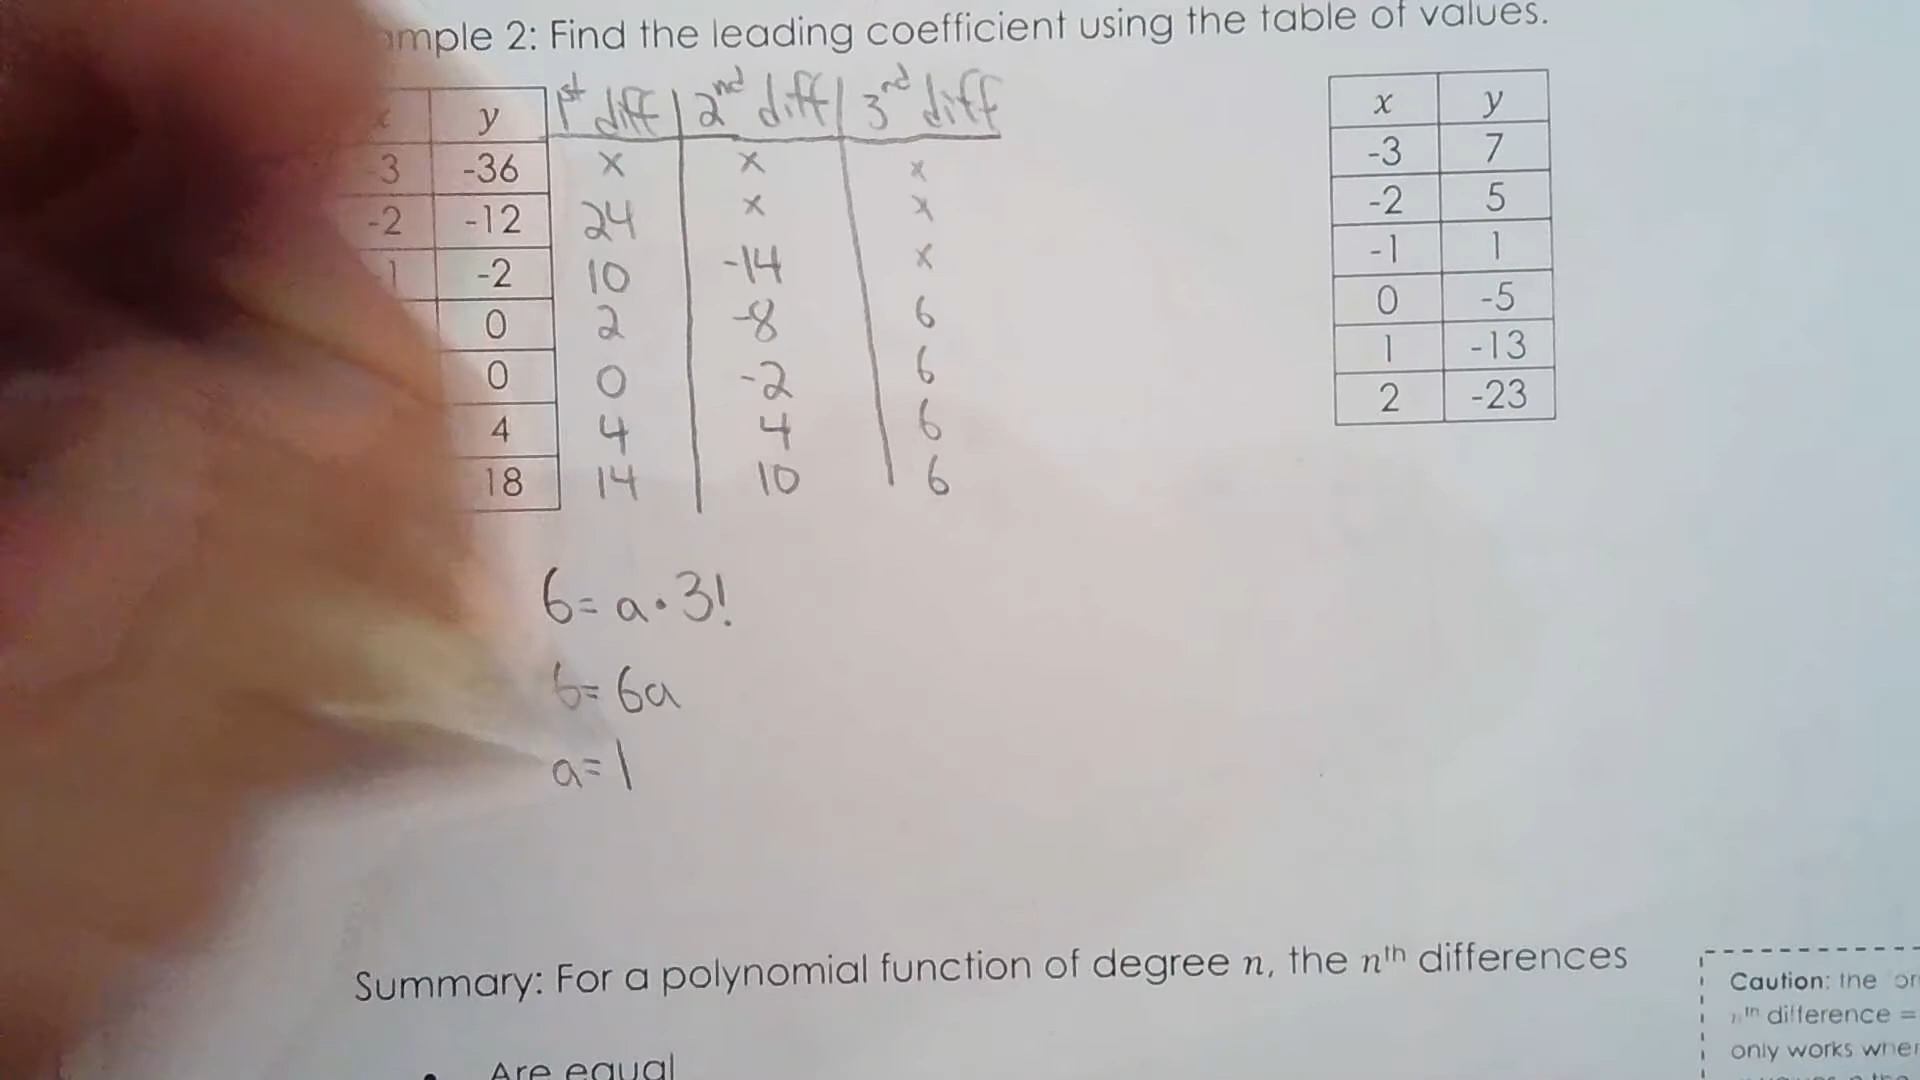 mple 2: Find the leading coefficient using the table of values.
x y 1st diff | 2nd diff | 3rd diff
3 -36 x x x
-2 -12 24 x x
-1 -2 10 -14 x
0 2 -8 6
0 0 -2 6
4 4 4 6
18 14 10 6
6 = a · 3!
6 = 6a
a = 1
x y
-3 7
-2 5
-1 1
0 -5
1 -13
2 -23
Summary: For a polynomial function of degree n, the nth differences
• Are equal
Caution: the
nth difference =
only works